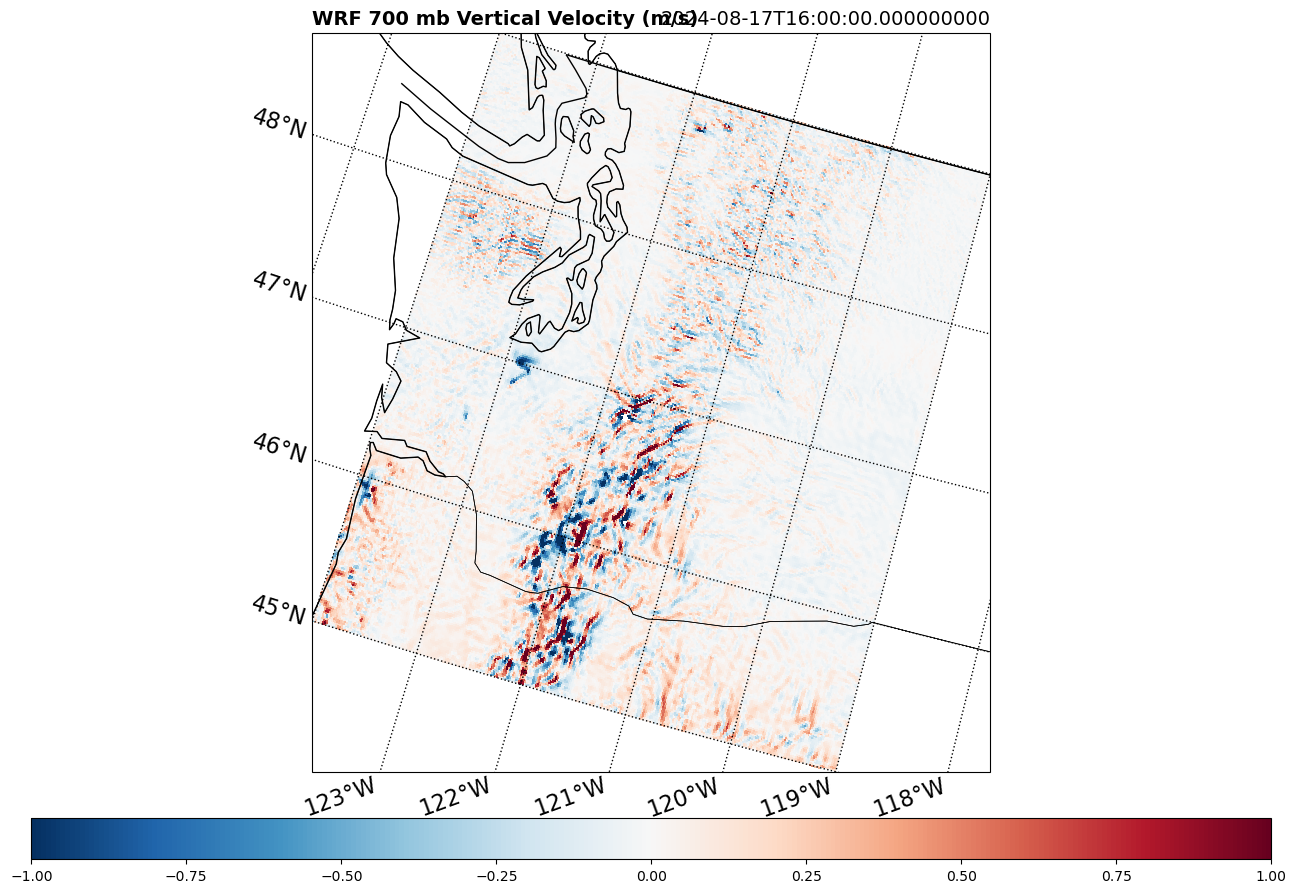 WRF 700 mb Vertical Velocity (m/s)
2024-08-17T16:00:00.000000000
48°N
47°N
46°N
45°N
123°W 122°W 121°W 120°W 119°W 118°W
−1.00 −0.75 −0.50 −0.25 0.00 0.25 0.50 0.75 1.00